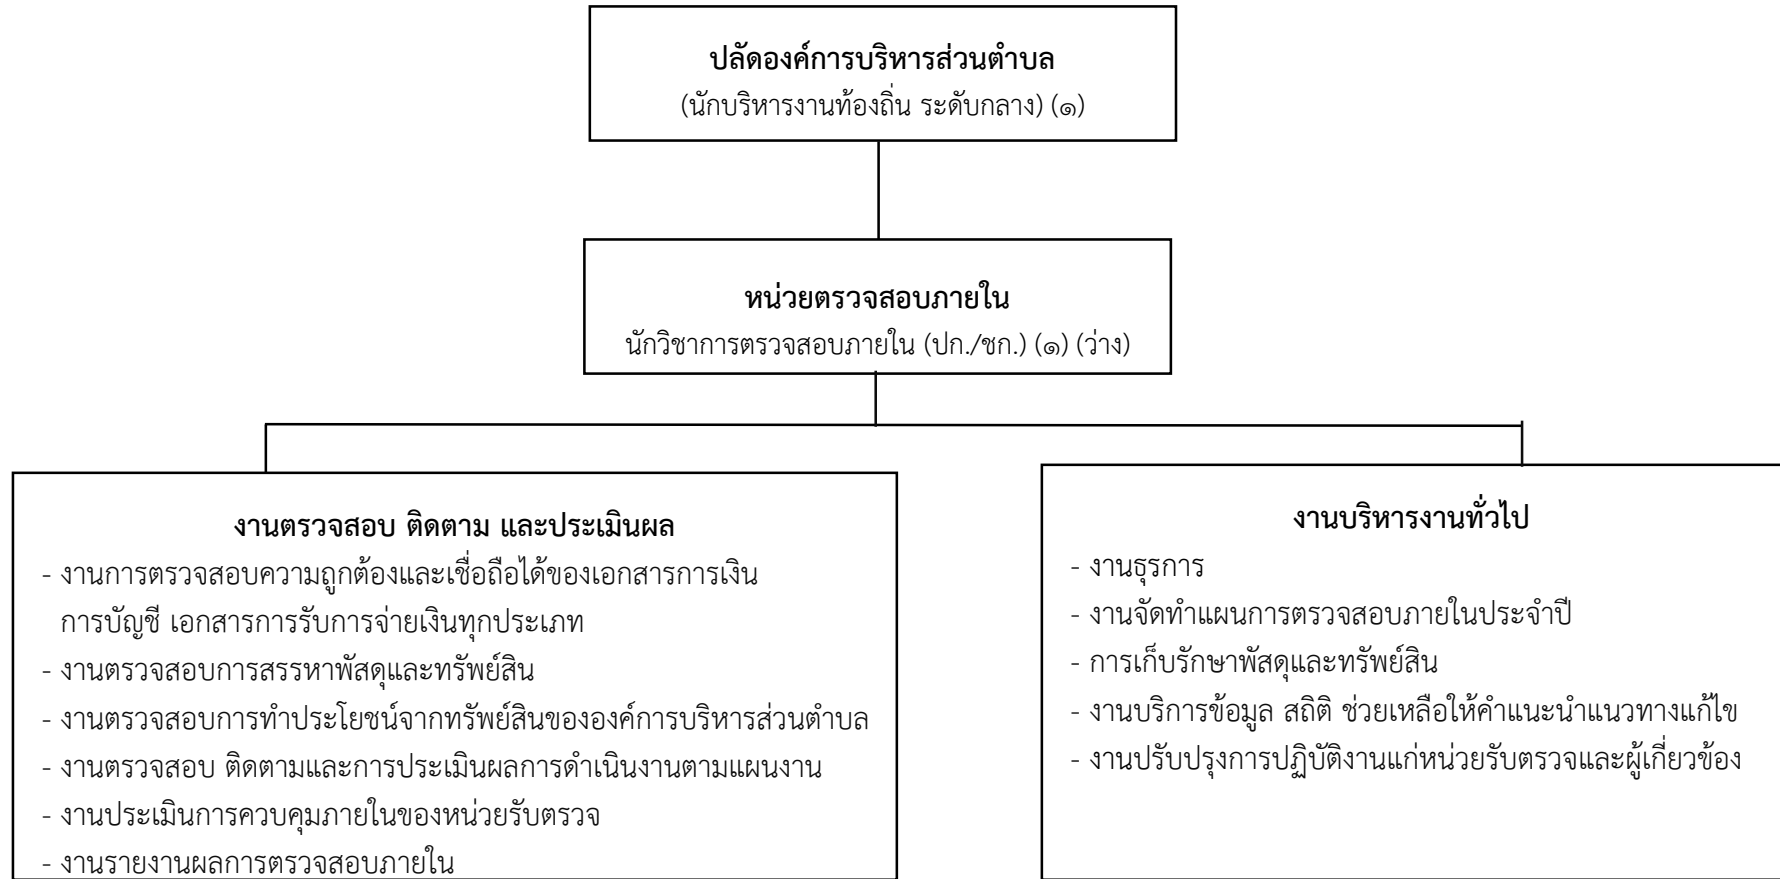 ปลัดองค์การบริหารส่วนตำบล
(นักบริหารงานท้องถิ่น ระดับกลาง) (๑)
หน่วยตรวจสอบภายใน
นักวิชาการตรวจสอบภายใน (ปก./ชก.) (๑) (ว่าง)
งานตรวจสอบ ติดตาม และประเมินผล
- งานการตรวจสอบความถูกต้องและเชื่อถือได้ของเอกสารการเงิน
การบัญชี เอกสารการรับการจ่ายเงินทุกประเภท
- งานตรวจสอบการสรรหาพัสดุและทรัพย์สิน
- งานตรวจสอบการทำประโยชน์จากทรัพย์สินขององค์การบริหารส่วนตำบล
- งานตรวจสอบ ติดตามและการประเมินผลการดำเนินงานตามแผนงาน
- งานประเมินการควบคุมภายในของหน่วยรับตรวจ
- งานรายงานผลการตรวจสอบภายใน
งานบริหารงานทั่วไป
- งานธุรการ
- งานจัดทำแผนการตรวจสอบภายในประจำปี
- การเก็บรักษาพัสดุและทรัพย์สิน
- งานบริการข้อมูล สถิติ ช่วยเหลือให้คำแนะนำแนวทางแก้ไข
- งานปรับปรุงการปฏิบัติงานแก่หน่วยรับตรวจและผู้เกี่ยวข้อง